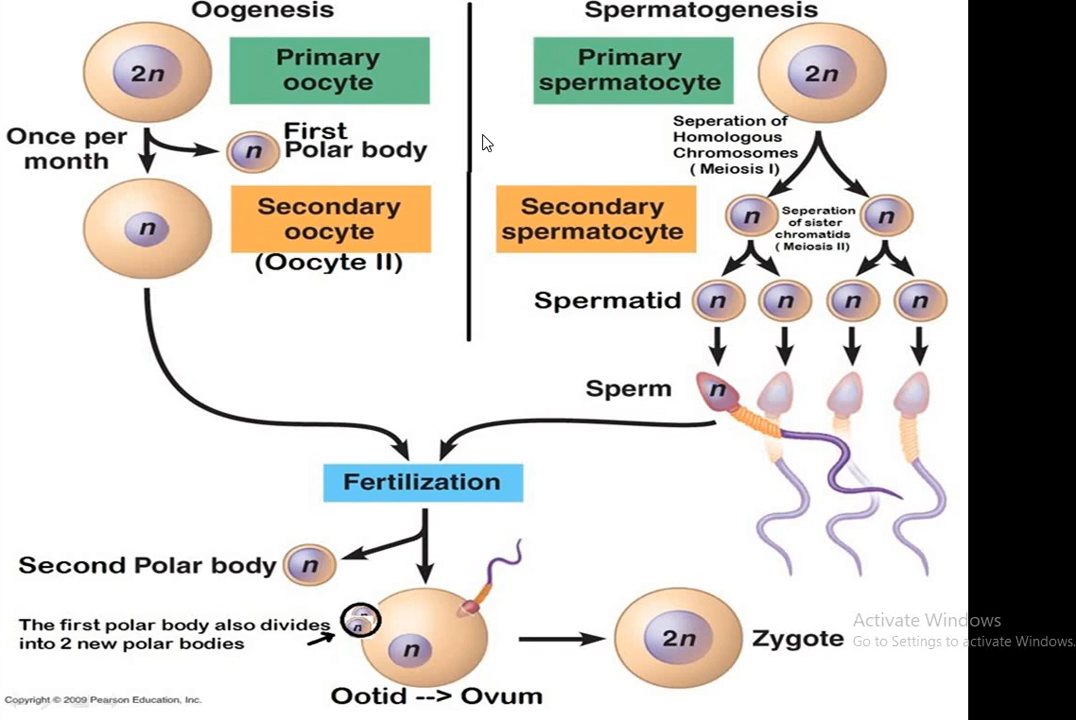 Oogenesis
Spermatogenesis
2n
Primary
oocyte
Primary
spermatocyte
2n
Once per
month
n
First
Polar body
Seperation of
Homologous
Chromosomes
( Meiosis I)
n
Secondary
oocyte
(Oocyte II)
Secondary
spermatocyte
n
Seperation
of sister
chromatids
( Meiosis II)
n
Spermatid
n
n
n
n
Sperm
n
Fertilization
Second Polar body
n
The first polar body also divides
into 2 new polar bodies
n
n
2n
Zygote
Ootid --> Ovum
Activate Windows
Go to Settings to activate Windows.
Copyright © 2009 Pearson Education, Inc.